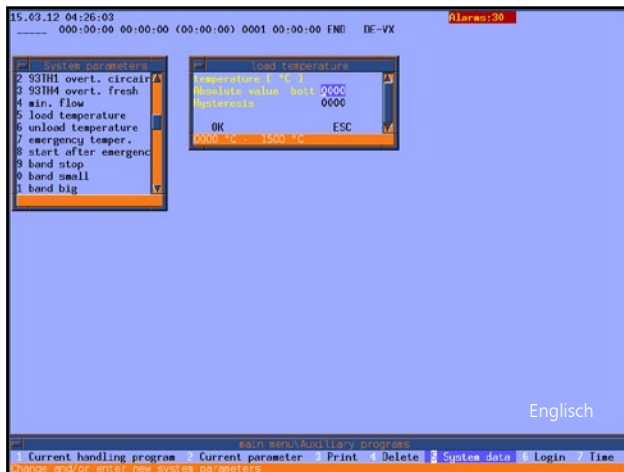 15.03.12 04:26:03 Alarms:30
_____ 000:00:00 00:00:00 (00:00:00) 0001 00:00:00 END DE-VX
System parameters
2 93TH1 overt. circair
3 93TH4 overt. fresh
4 min. flow
5 load temperature
6 unload temperature
7 emergency temper.
8 start after emergenc
9 band stop
0 band small
1 band big
load temperature
temperature [ °C ]
Absolute value bott 0000
Hysteresis 0000
OK ESC
0000 °C - 1500 °C
Englisch
main menu\Auxiliary programs
1 Current handling program 2 Current parameter 3 Print 4 Delete 5 System data 6 Login 7 Time
Change and/or enter new system parameters